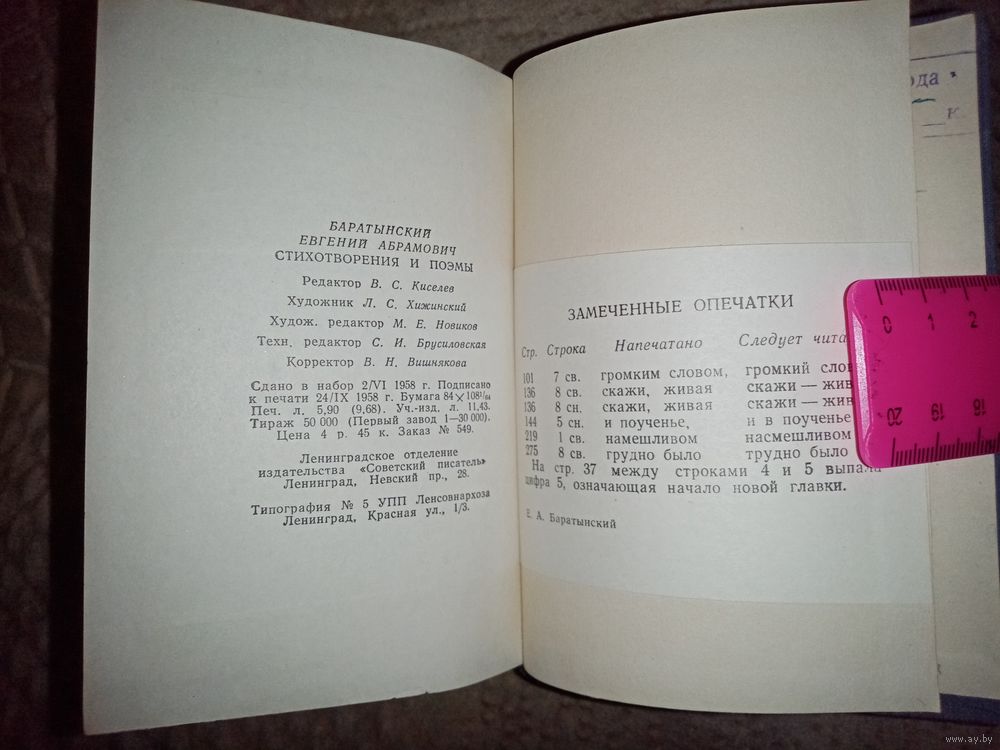 БАРАТЫНСКИЙ
ЕВГЕНИЙ АБРАМОВИЧ
СТИХОТВОРЕНИЯ И ПОЭМЫ
Редактор В. С. Киселев
Художник Л. С. Хижинский
Худож. редактор М. Е. Новиков
Техн. редактор С. И. Брусиловская
Корректор В. Н. Вишнякова
Сдано в набор 2/VI 1958 г. Подписано
к печати 24/IX 1958 г. Бумага 84×108¹/₆₄
Печ. л. 5,90 (9,68). Уч.-изд. л. 11,43.
Тираж 50 000 (Первый завод 1—30 000).
Цена 4 р. 45 к. Заказ № 549.
Ленинградское отделение
издательства «Советский писатель»
Ленинград, Невский пр., 28.
Типография № 5 УПП Ленсовнархоза
Ленинград, Красная ул., 1/3.
ЗАМЕЧЕННЫЕ ОПЕЧАТКИ
Стр. Строка Напечатано Следует чита
101 7 св. громким словом, громкий слов
136 8 св. скажи, живая скажи — жив
136 8 сн. скажи, живая скажи — жив
144 5 сн. и поученье, и в поученье
219 1 св. намешливом насмешливом
275 8 св. грудно было трудно было
На стр. 37 между строками 4 и 5 выпала
цифра 5, означающая начало новой главки.
Е. А. Баратынский
ода
к.
0 1 2
20 19 18
www.ay.by